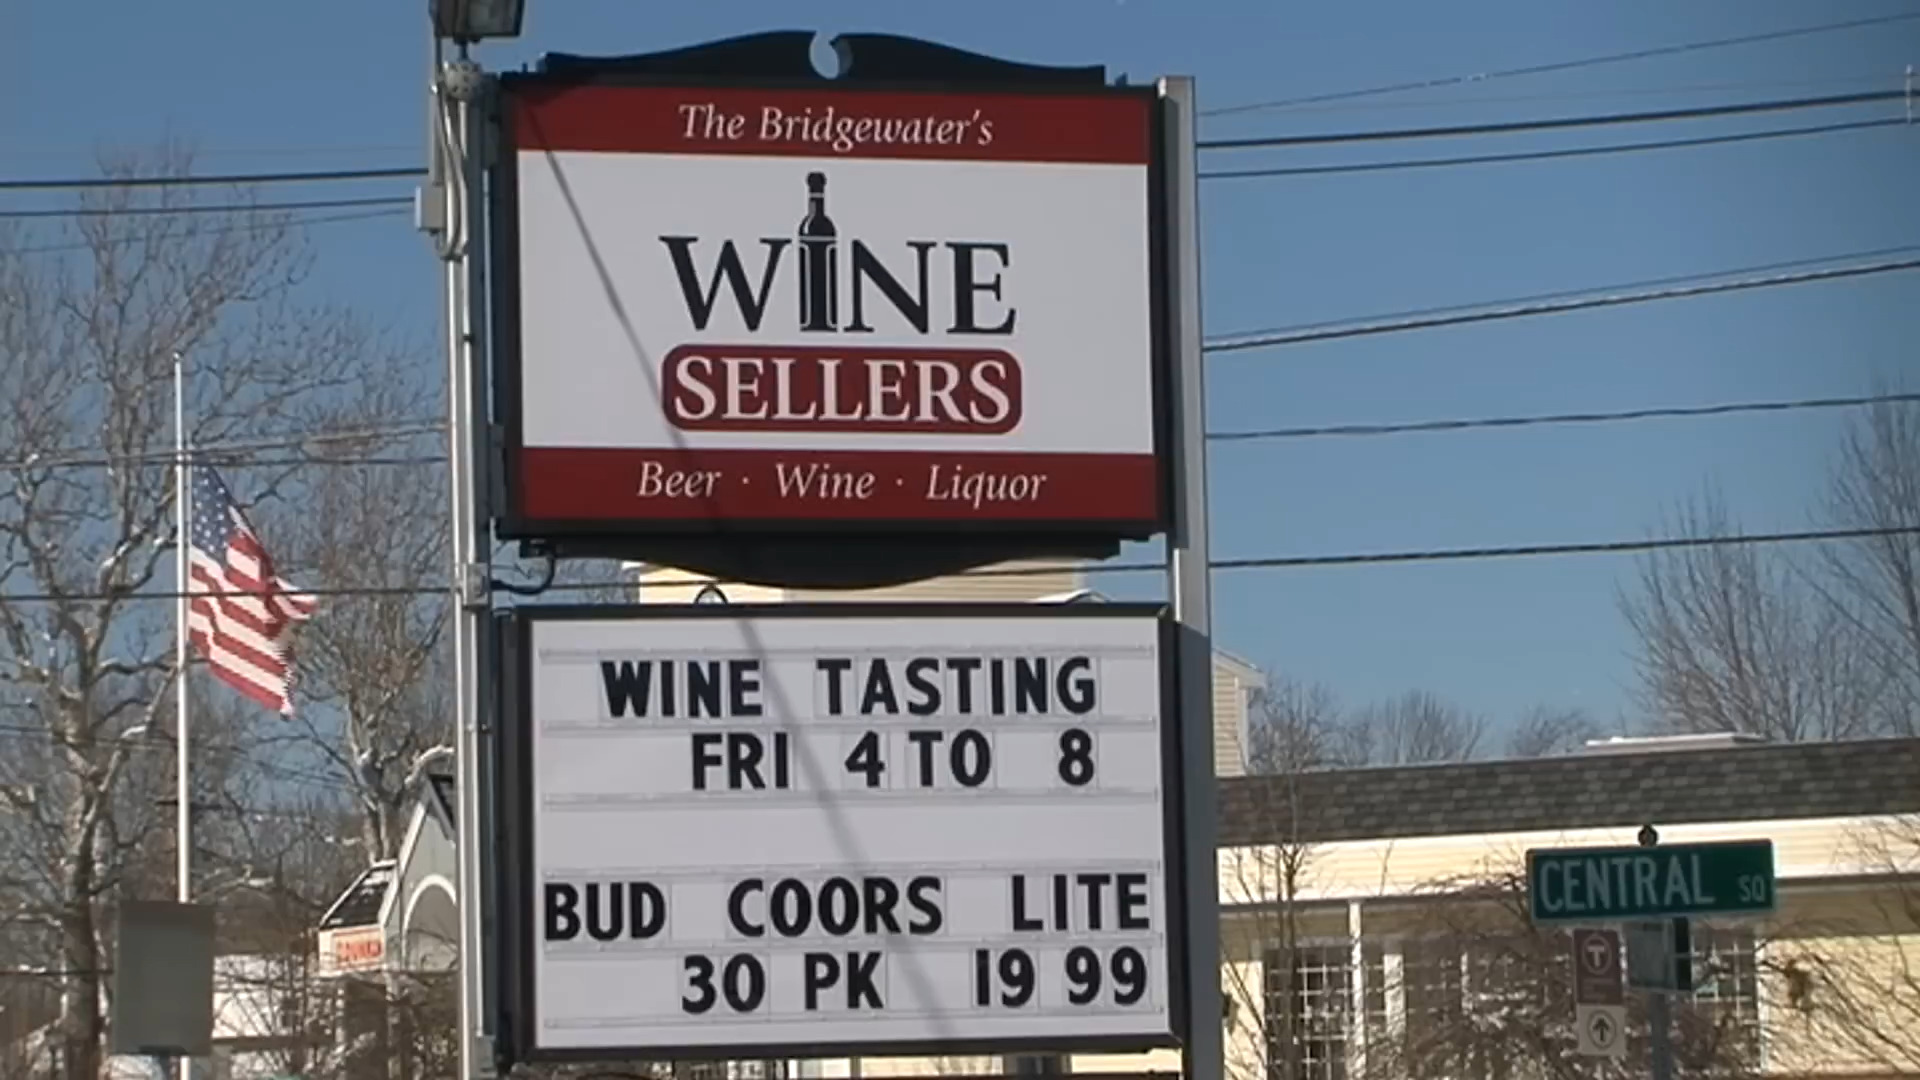 The Bridgewater's
WINE
SELLERS
Beer · Wine · Liquor
WINE TASTING
FRI 4 TO 8
BUD COORS LITE
30 PK 19 99
CENTRAL SQ
T